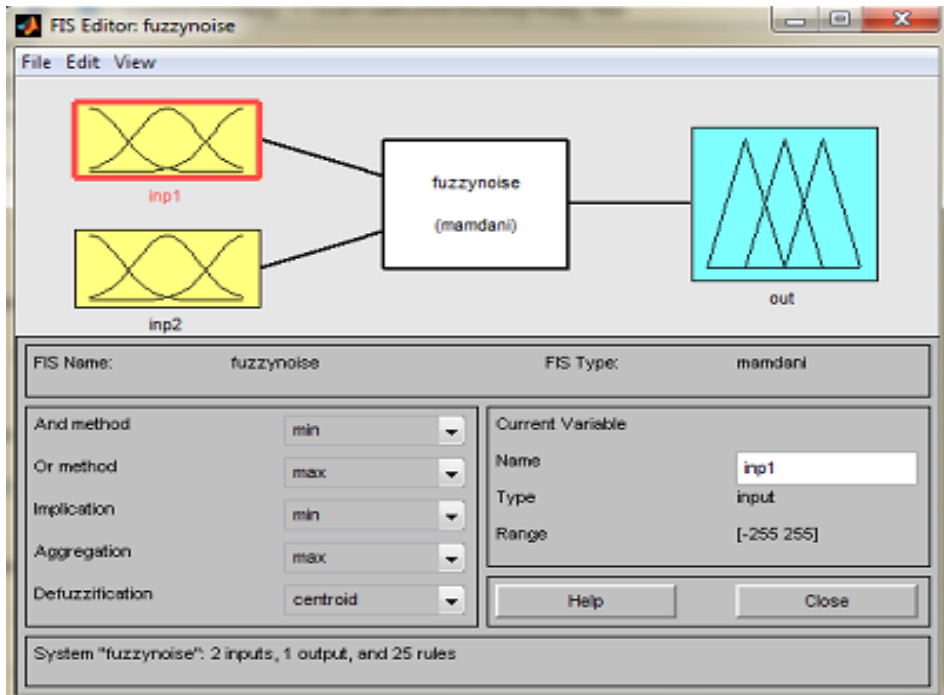 FIS Editor: fuzzynoise
File Edit View
inp1
inp2
fuzzynoise
(mamdani)
out
FIS Name: fuzzynoise FIS Type: mamdani
And method min
Or method max
Implication min
Aggregation max
Defuzzification centroid
Current Variable
Name inp1
Type input
Range [-255 255]
Help Close
System "fuzzynoise": 2 inputs, 1 output, and 25 rules